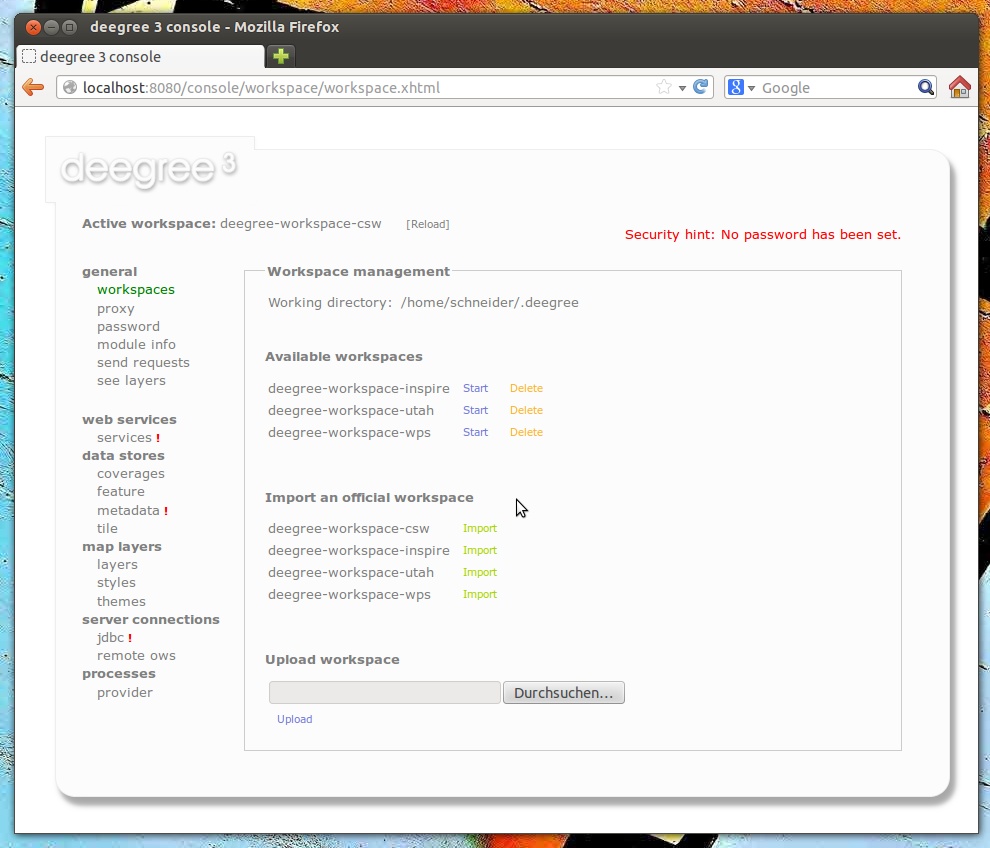 deegree 3 console - Mozilla Firefox
deegree 3 console
localhost:8080/console/workspace/workspace.xhtml
8 Google
deegree 3
Active workspace: deegree-workspace-csw [Reload]
Security hint: No password has been set.
general
workspaces
proxy
password
module info
send requests
see layers
web services
services !
data stores
coverages
feature
metadata !
tile
map layers
layers
styles
themes
server connections
jdbc !
remote ows
processes
provider
Workspace management
Working directory: /home/schneider/.deegree
Available workspaces
deegree-workspace-inspire Start Delete
deegree-workspace-utah Start Delete
deegree-workspace-wps Start Delete
Import an official workspace
deegree-workspace-csw Import
deegree-workspace-inspire Import
deegree-workspace-utah Import
deegree-workspace-wps Import
Upload workspace
Durchsuchen...
Upload